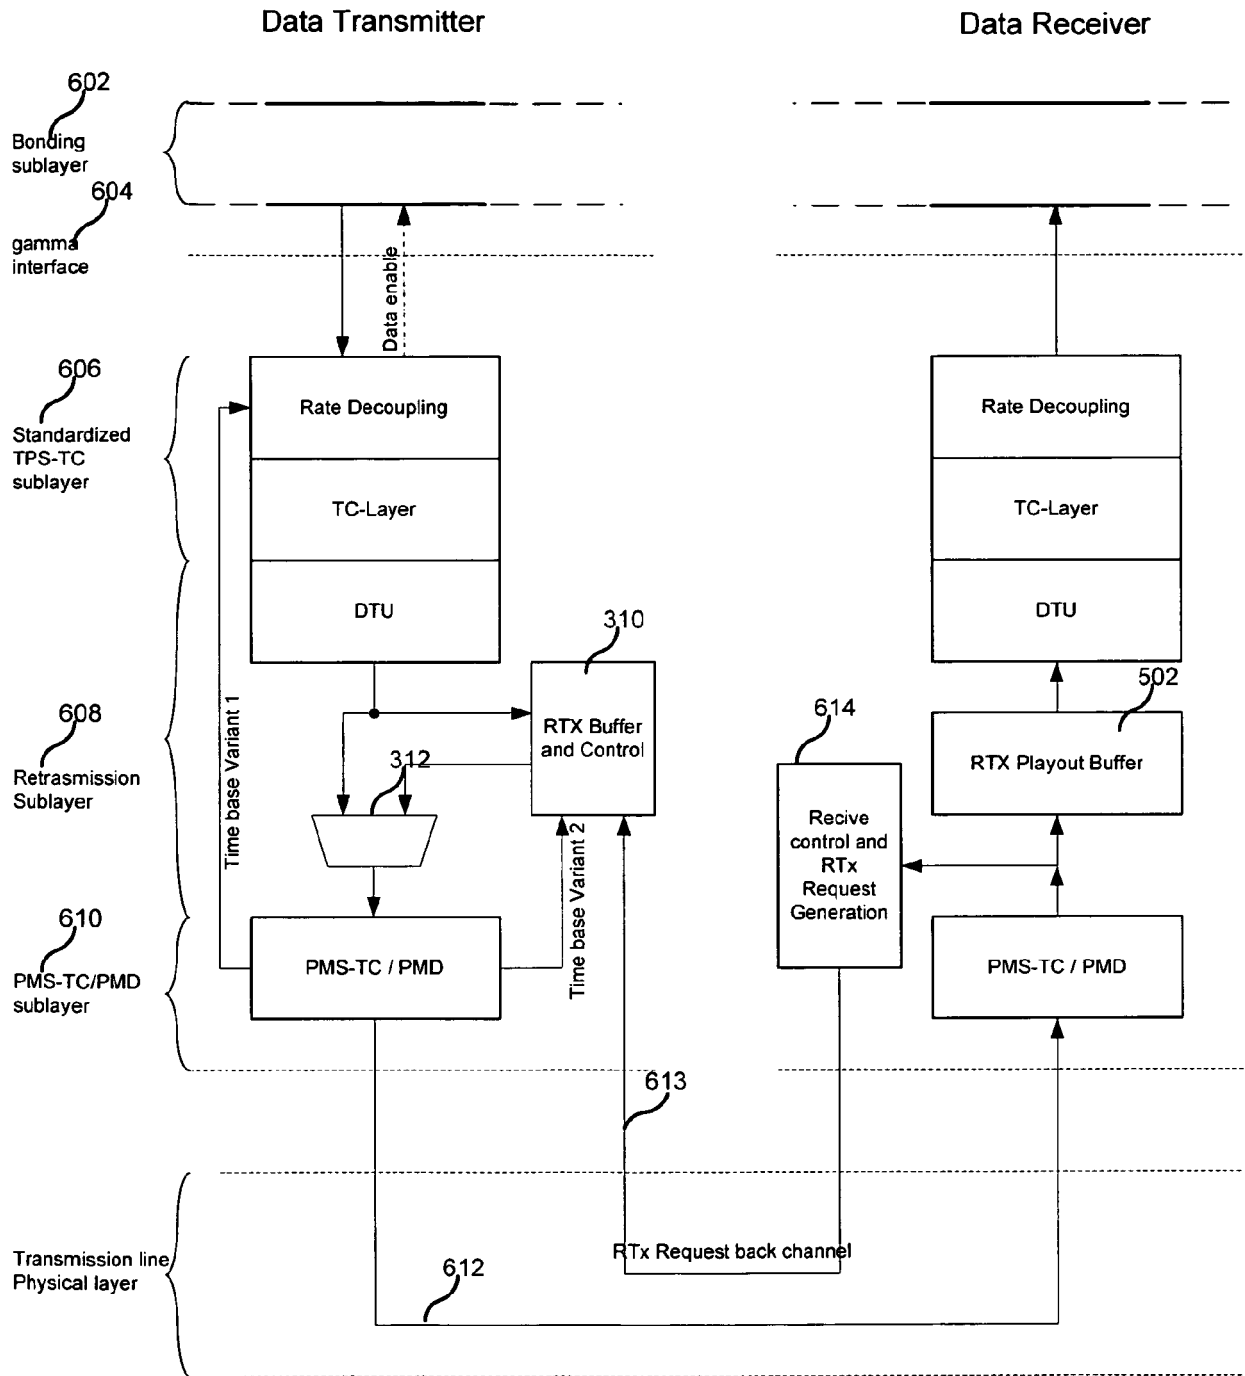 Data Transmitter
Data Receiver
602
Bonding
sublayer
604
gamma
interface
Data enable
606
Standardized
TPS-TC
sublayer
Rate Decoupling
TC-Layer
DTU
Rate Decoupling
TC-Layer
DTU
310
RTX Buffer
and Control
312
608
Retrasmission
Sublayer
Time base Variant 1
Time base Variant 2
614
Recive
control and
RTx
Request
Generation
502
RTX Playout Buffer
610
PMS-TC/PMD
sublayer
PMS-TC / PMD
PMS-TC / PMD
613
RTx Request back channel
Transmission line
Physical layer
612